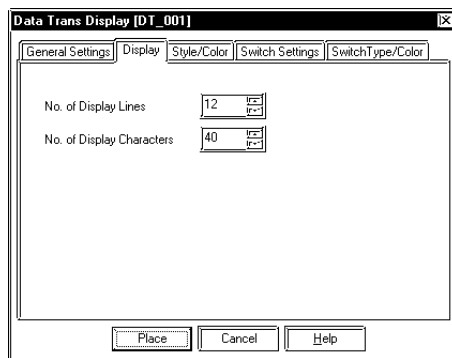 Data Trans Display [DT_001]
General Settings Display Style/Color Switch Settings SwitchType/Color
No. of Display Lines 12
No. of Display Characters 40
Place Cancel Help